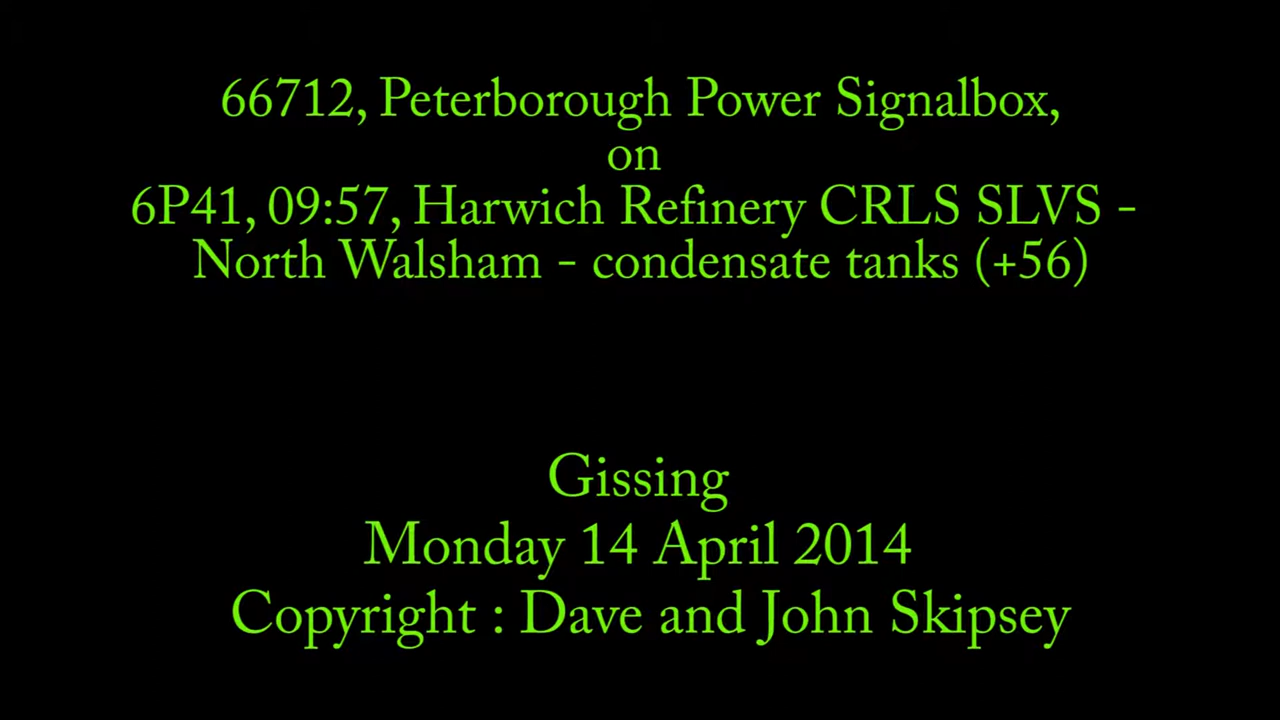 66712, Peterborough Power Signalbox,
on
6P41, 09:57, Harwich Refinery CRLS SLVS -
North Walsham - condensate tanks (+56)
Gissing
Monday 14 April 2014
Copyright : Dave and John Skipsey